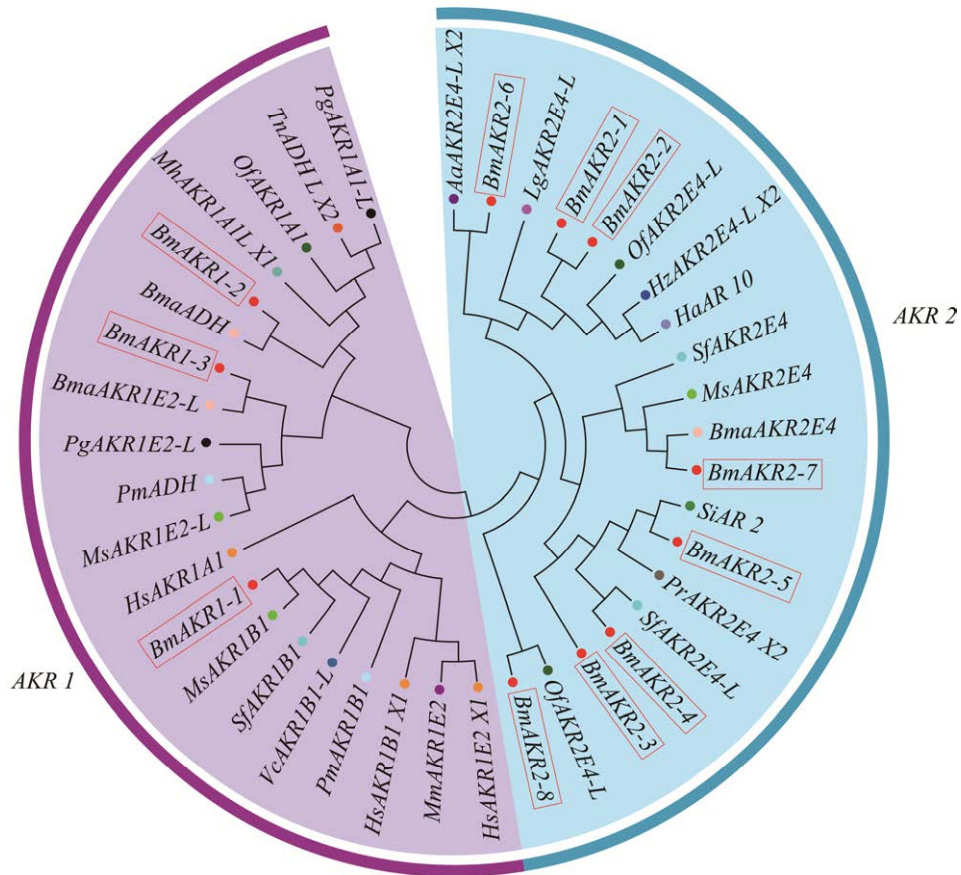 AaAKR2E4-L X2
BmAKR2-6
LgAKR2E4-L
BmAKR2-1
BmAKR2-2
OfAKR2E4-L
HzAKR2E4-L X2
HaAR 10
SfAKR2E4
MsAKR2E4
BmaAKR2E4
BmAKR2-7
SiAR 2
BmAKR2-5
PrAKR2E4 X2
SfAKR2E4-L
BmAKR2-4
BmAKR2-3
OfAKR2E4-L
BmAKR2-8
AKR 2
HsAKR1E2 X1
MmAKR1E2
HsAKR1B1 X1
PmAKR1B1
VcAKR1B1-L
SfAKR1B1
MsAKR1B1
BmAKR1-1
HsAKR1A1
MsAKR1E2-L
PmADH
PgAKR1E2-L
BmaAKR1E2-L
BmAKR1-3
BmaADH
BmAKR1-2
MhAKR1A1L X1
OfAKR1A1
TnADH L X2
PgAKR1A1-L
AKR 1